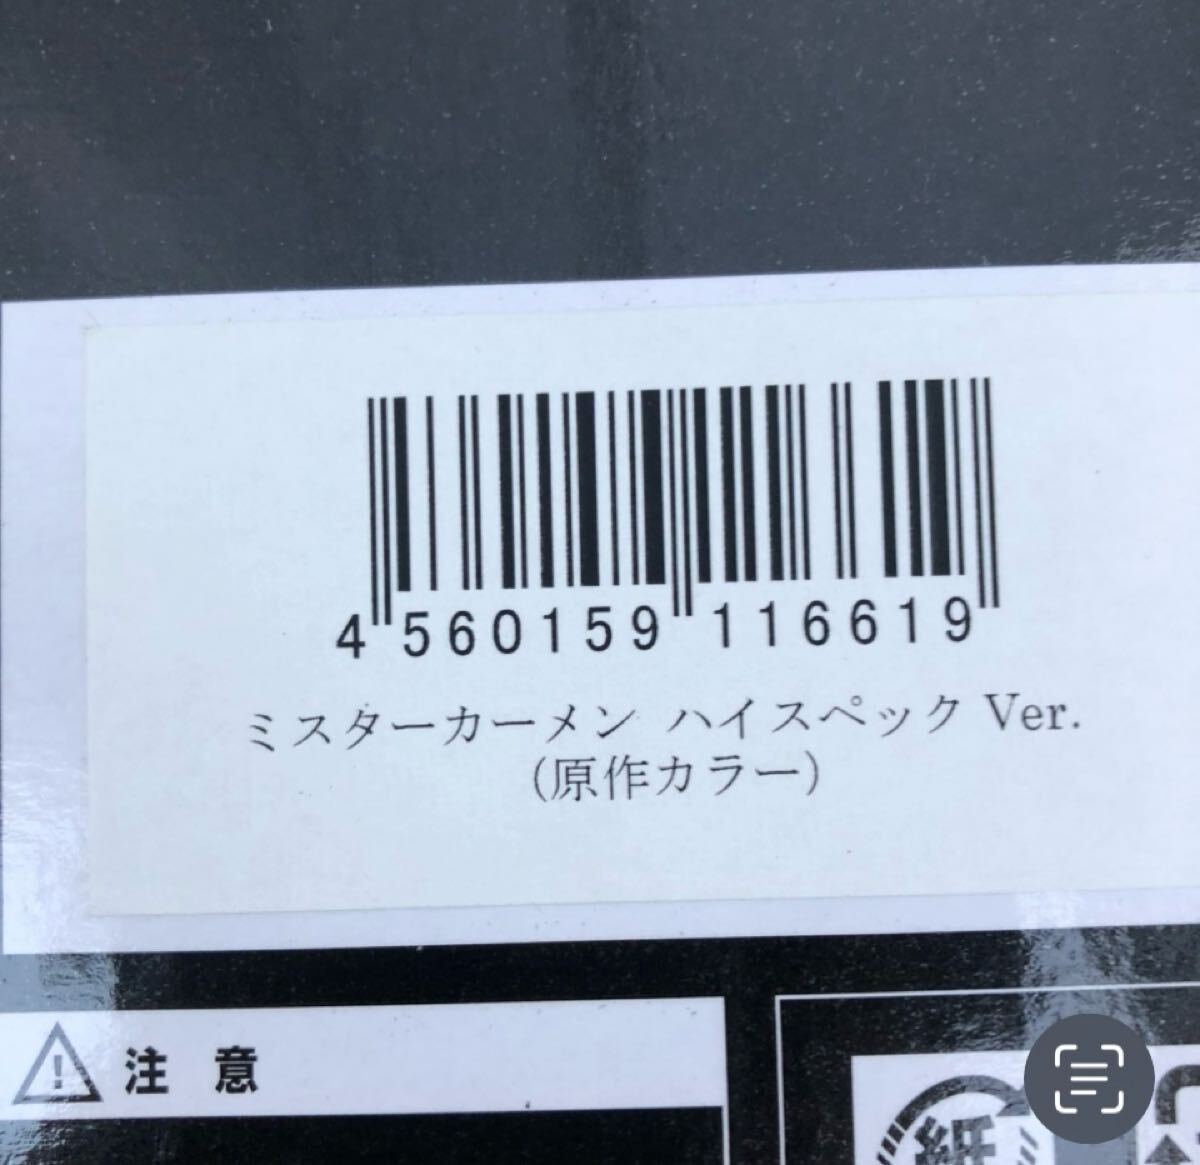 4 560159 116619
ミスターカーメン ハイスペック Ver.
(原作カラー)
注 意
紙